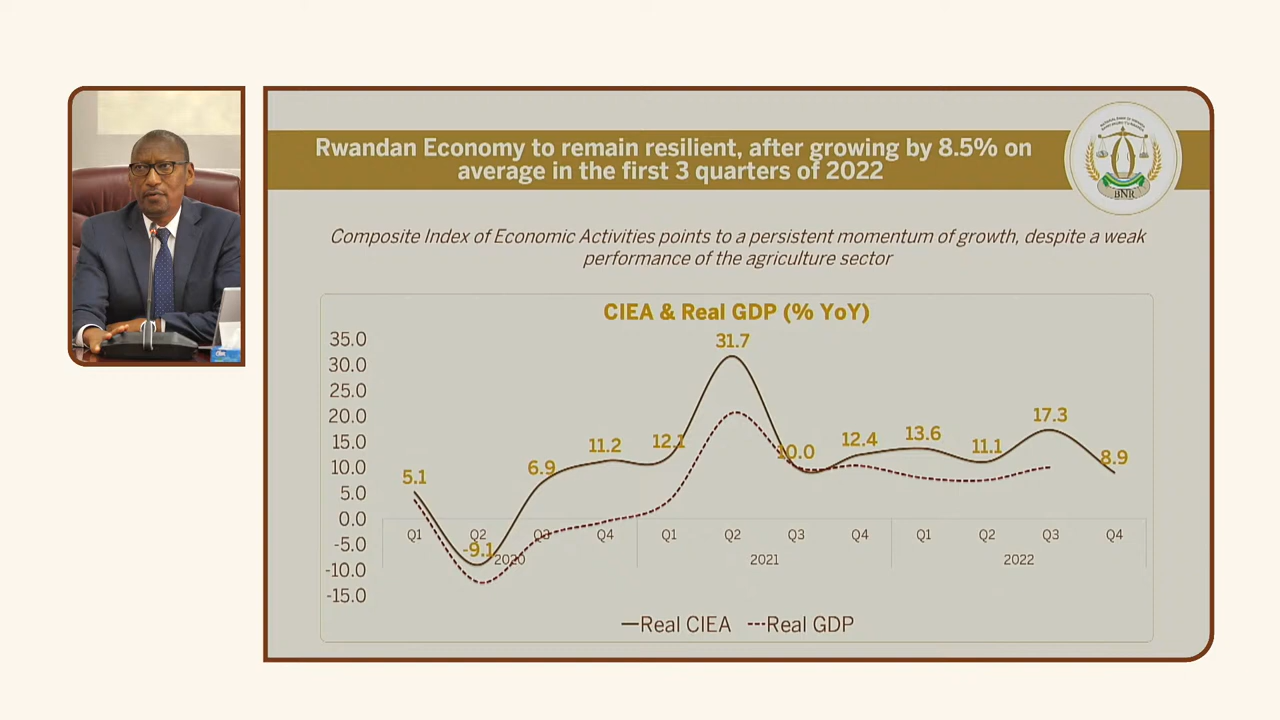 Rwandan Economy to remain resilient, after growing by 8.5% on
average in the first 3 quarters of 2022
BNR
Composite Index of Economic Activities points to a persistent momentum of growth, despite a weak
performance of the agriculture sector
CIEA & Real GDP (% YoY)
35.0
30.0
25.0
20.0
15.0
10.0
5.0
0.0
-5.0
-10.0
-15.0
5.1
-9.1
6.9
11.2
12.1
31.7
10.0
12.4
13.6
11.1
17.3
8.9
Q1 Q2 Q3 Q4 Q1 Q2 Q3 Q4 Q1 Q2 Q3 Q4
2020 2021 2022
Real CIEA Real GDP